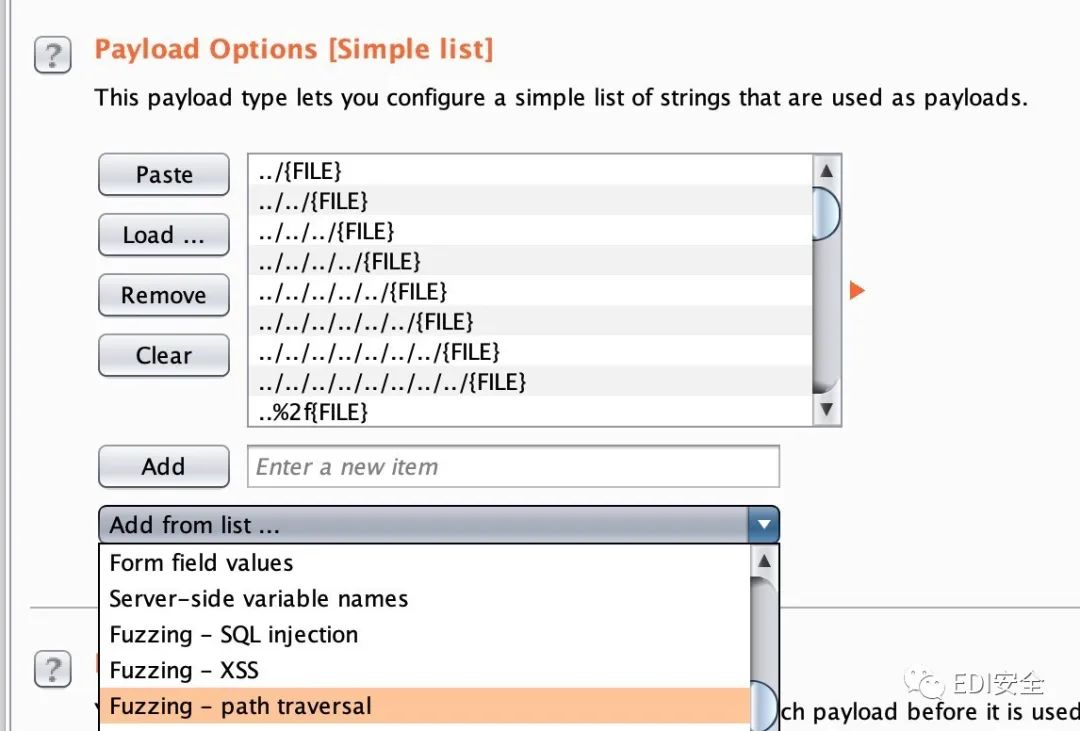 ?
Payload Options [Simple list]
This payload type lets you configure a simple list of strings that are used as payloads.
Paste
Load ...
Remove
Clear
../{FILE}
../../{FILE}
../../../{FILE}
../../../../{FILE}
../../../../../{FILE}
../../../../../../{FILE}
../../../../../../../{FILE}
../../../../../../../../{FILE}
..%2f{FILE}
Add
Enter a new item
Add from list ...
Form field values
Server-side variable names
Fuzzing - SQL injection
Fuzzing - XSS
Fuzzing - path traversal
?
EDI安全
ch payload before it is used